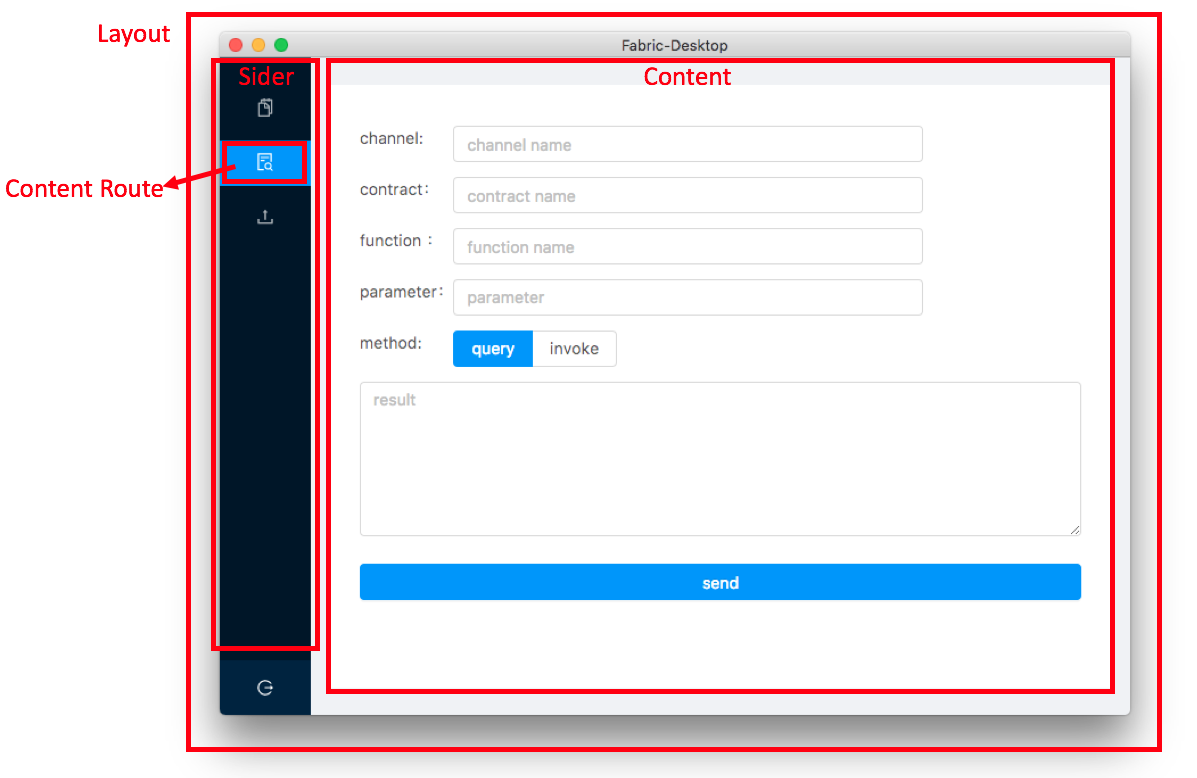 Layout
Fabric-Desktop
Sider
Content
channel:
channel name
Content Route
contract：
contract name
function：
function name
parameter：
parameter
method:
query
invoke
result
send